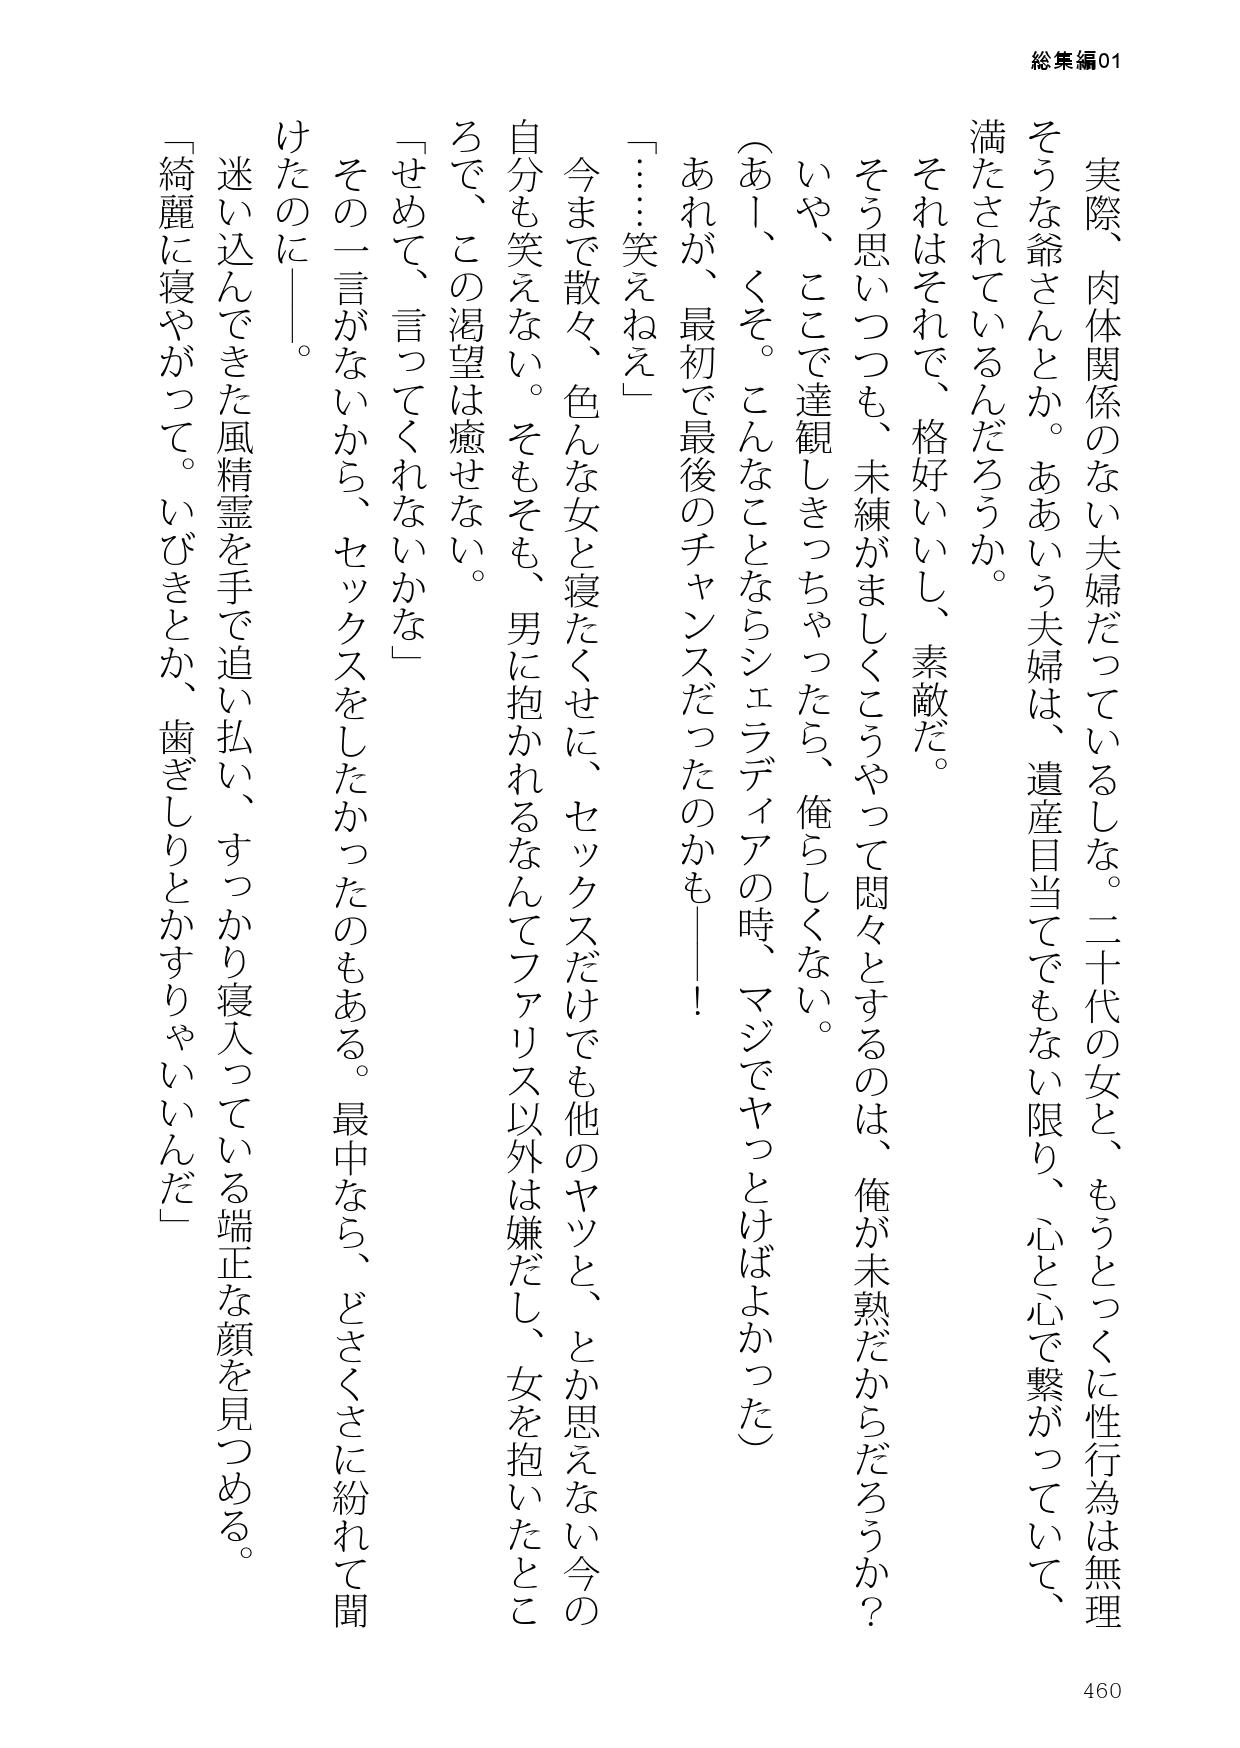 総集編01
　実際、肉体関係のない夫婦だっているしな。二十代の女と、もうとっくに性行為は無理
そうな爺さんとか。ああいう夫婦は、遺産目当てでもない限り、心と心で繋がっていて、
満たされているんだろうか。
　それはそれで、格好いいし、素敵だ。
　そう思いつつも、未練がましくこうやって悶々とするのは、俺が未熟だからだろうか？
　いや、ここで達観しきっちゃったら、俺らしくない。
（あー、くそ。こんなことならシェラディアの時、マジでヤっとけばよかった）
　あれが、最初で最後のチャンスだったのかも――！
「……笑えねえ」
　今まで散々、色んな女と寝たくせに、セックスだけでも他のヤツと、とか思えない今の
自分も笑えない。そもそも、男に抱かれるなんてファリス以外は嫌だし、女を抱いたとこ
ろで、この渇望は癒せない。
「せめて、言ってくれないかな」
　その一言がないから、セックスをしたかったのもある。最中なら、どさくさに紛れて聞
けたのに――。
　迷い込んできた風精霊を手で追い払い、すっかり寝入っている端正な顔を見つめる。
「綺麗に寝やがって。いびきとか、歯ぎしりとかすりゃいいんだ」
460